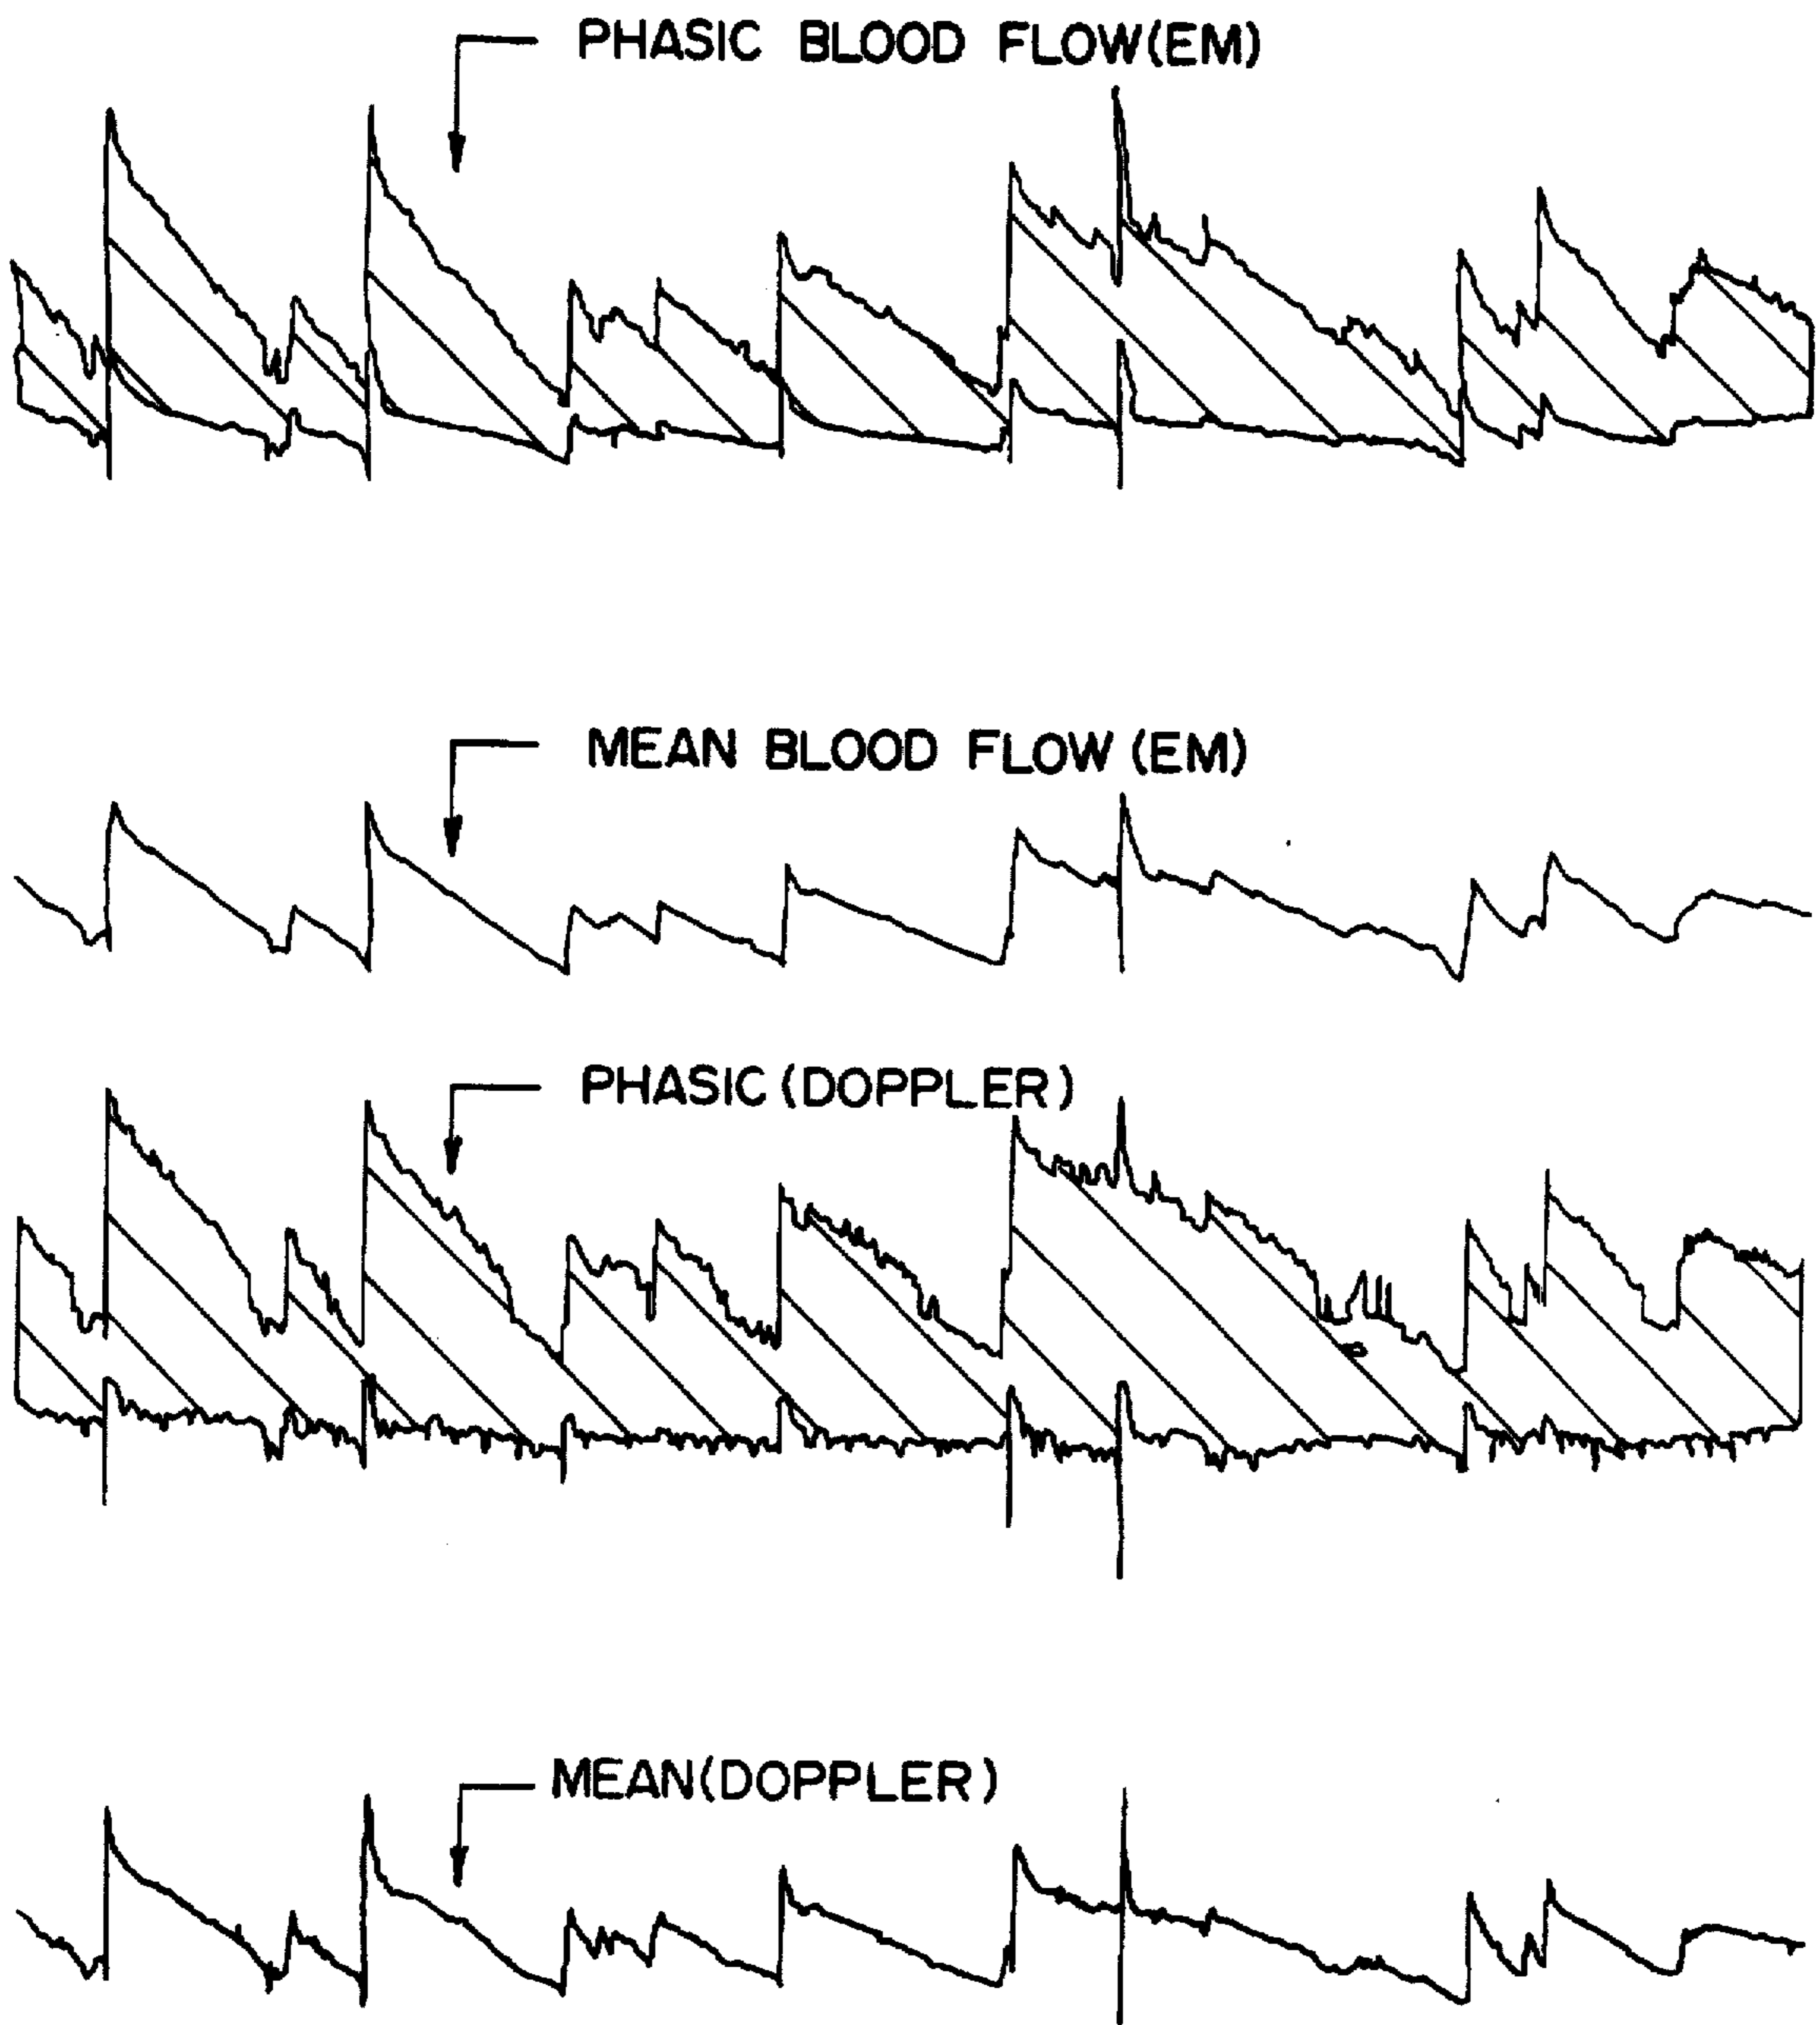 PHASIC BLOOD FLOW(EM)
MEAN BLOOD FLOW (EM)
PHASIC (DOPPLER)
MEAN(DOPPLER)